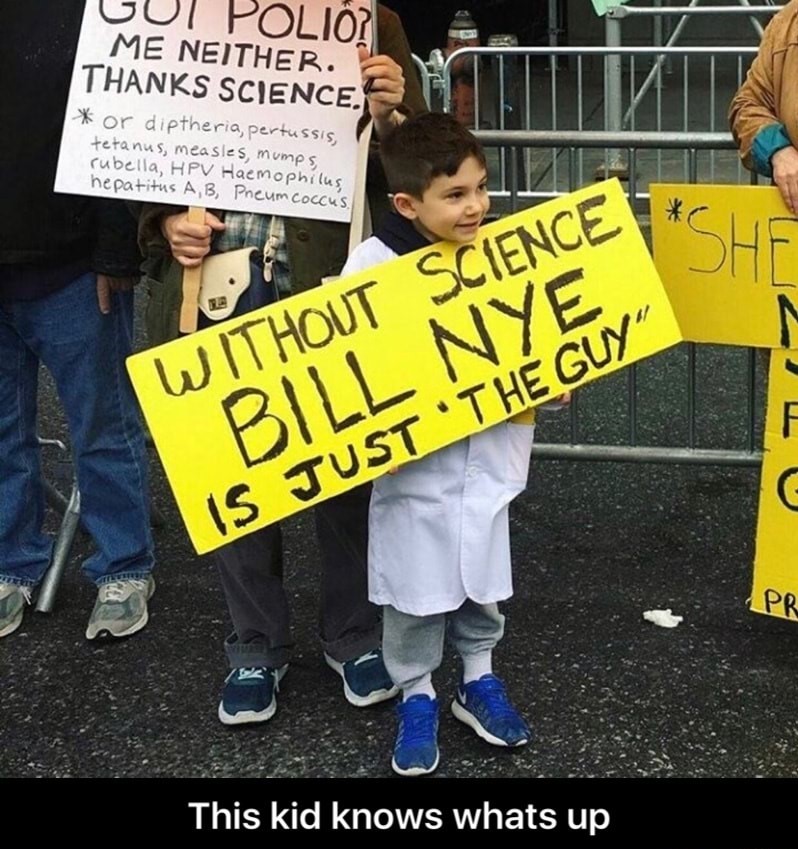 GOT POLIO?
ME NEITHER.
THANKS SCIENCE.
* or diptheria, pertussis,
tetanus, measles, mumps,
rubella, HPV Haemophilus,
hepatitus A, B, Pneumcoccus
WITHOUT SCIENCE
BILL NYE
IS JUST "THE GUY"
*SHE
N
F
G
PR
This kid knows whats up